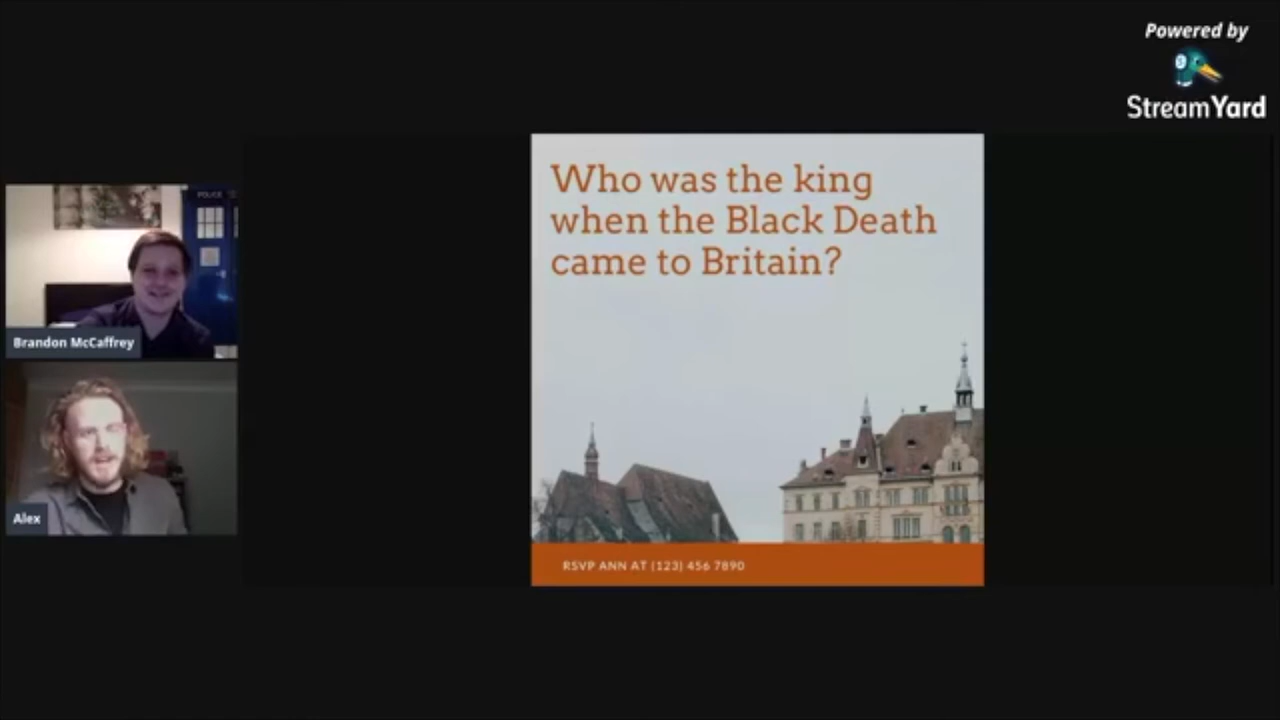 Powered by
StreamYard
Who was the king
when the Black Death
came to Britain?
RSVP ANN AT (123) 456 7890
POLICE
Brandon McCaffrey
Alex